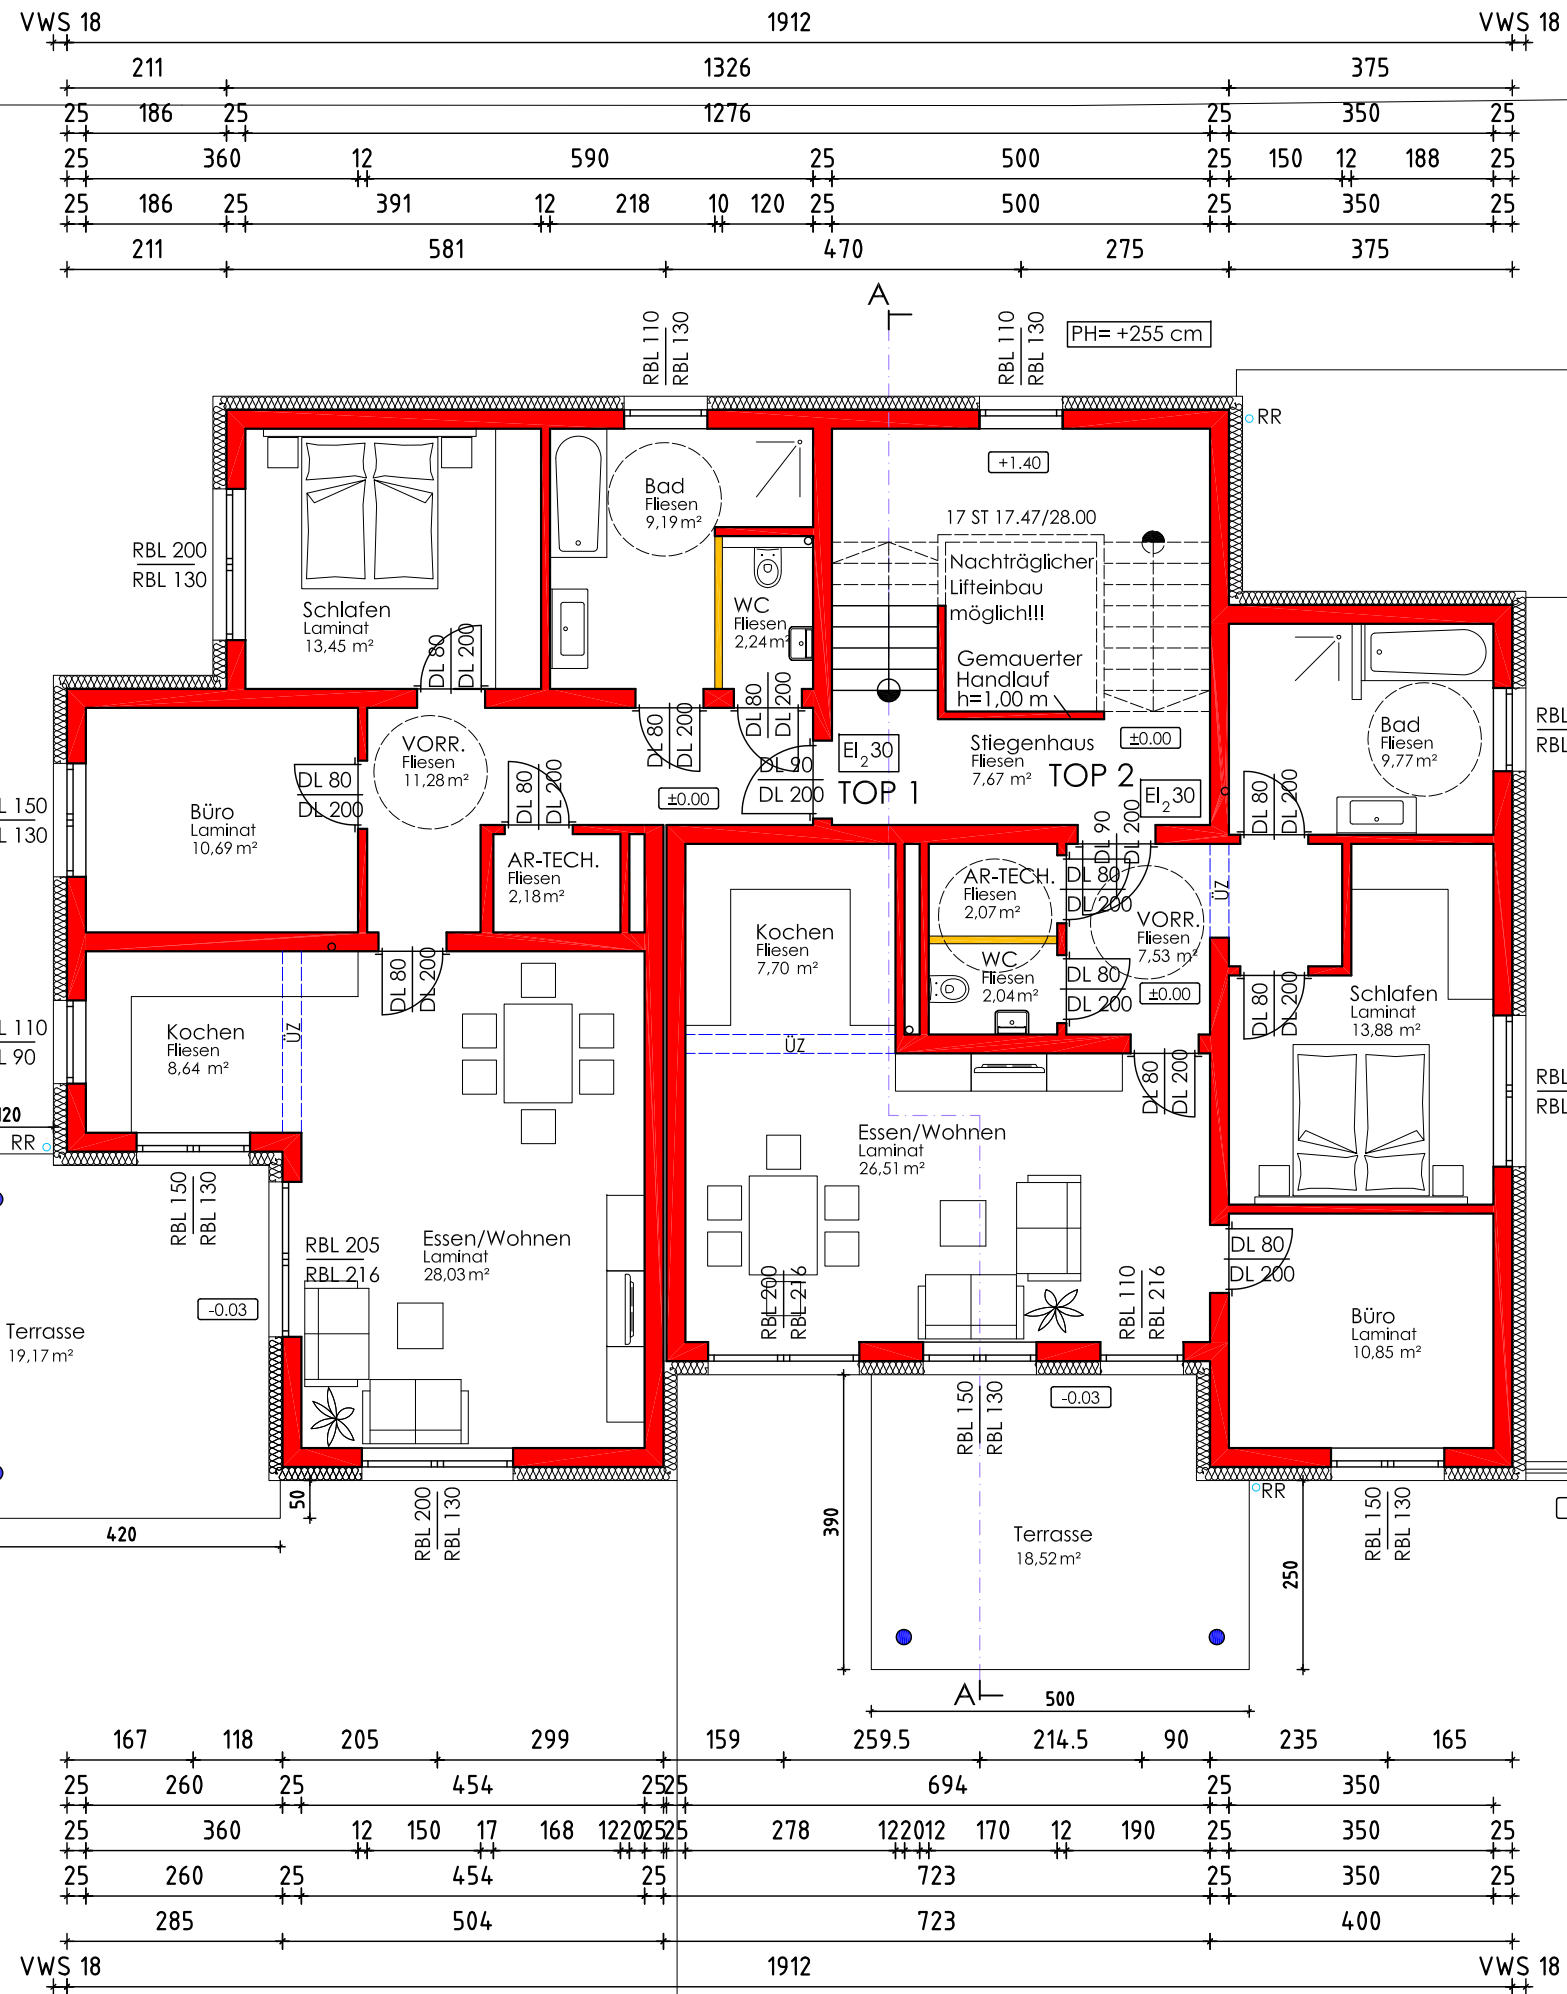 VWS 18 1912 VWS 18
211 1326 375
25 186 25 1276 25 350 25
25 360 12 590 25 500 25 150 12 188 25
25 186 25 391 12 218 10 120 25 500 25 350 25
211 581 470 275 375
A
RBL 110
RBL 130
RBL 110
RBL 130
PH= +255 cm
RR
+1.40
17 ST 17.47/28.00
Nachträglicher
Lifteinbau
möglich!!!
Gemauerter
Handlauf
h=1,00 m
Bad
Fliesen
9,19 m²
RBL 200
RBL 130
Schlafen
Laminat
13,45 m²
WC
Fliesen
2,24 m²
DL 80
DL 200
DL 80
DL 200
DL 80
DL 200
VORR.
Fliesen
11,28 m²
DL 80
DL 200
DL 80
DL 200
±0.00
DL 90
DL 200
EI₂30
TOP 1
Stiegenhaus
Fliesen
7,67 m²
TOP 2
±0.00
EI₂30
Bad
Fliesen
9,77 m²
RBL
RBL
DL 80
DL 200
L 150
L 130
Büro
Laminat
10,69 m²
AR-TECH.
Fliesen
2,18 m²
DL 90
DL 200
AR-TECH.
Fliesen
2,07 m²
DL 80
DL 200
ÜZ
VORR.
Fliesen
7,53 m²
±0.00
Kochen
Fliesen
7,70 m²
WC
Fliesen
2,04 m²
DL 80
DL 200
DL 80
DL 200
DL 80
DL 200
Schlafen
Laminat
13,88 m²
L 110
L 90
Kochen
Fliesen
8,64 m²
ÜZ
ÜZ
DL 80
DL 200
RBL
RBL
120
RR
Essen/Wohnen
Laminat
26,51 m²
RBL 150
RBL 130
RBL 205
RBL 216
Essen/Wohnen
Laminat
28,03 m²
DL 80
DL 200
-0.03
Terrasse
19,17 m²
RBL 200
RBL 216
RBL 110
RBL 216
Büro
Laminat
10,85 m²
-0.03
RBL 150
RBL 130
RR
50
420
RBL 200
RBL 130
390
Terrasse
18,52 m²
250
RBL 150
RBL 130
A
500
167 118 205 299 159 259.5 214.5 90 235 165
25 260 25 454 25 25 694 25 350
25 360 12 150 17 168 12 20 25 25 278 12 20 12 170 12 190 25 350 25
25 260 25 454 25 723 25 350 25
285 504 723 400
VWS 18 1912 VWS 18